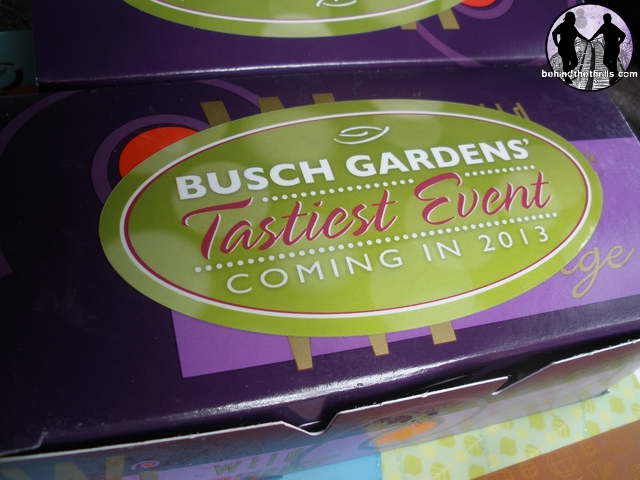 behindthethrills.com
BUSCH GARDENS'
Tastiest Event
COMING IN 2013